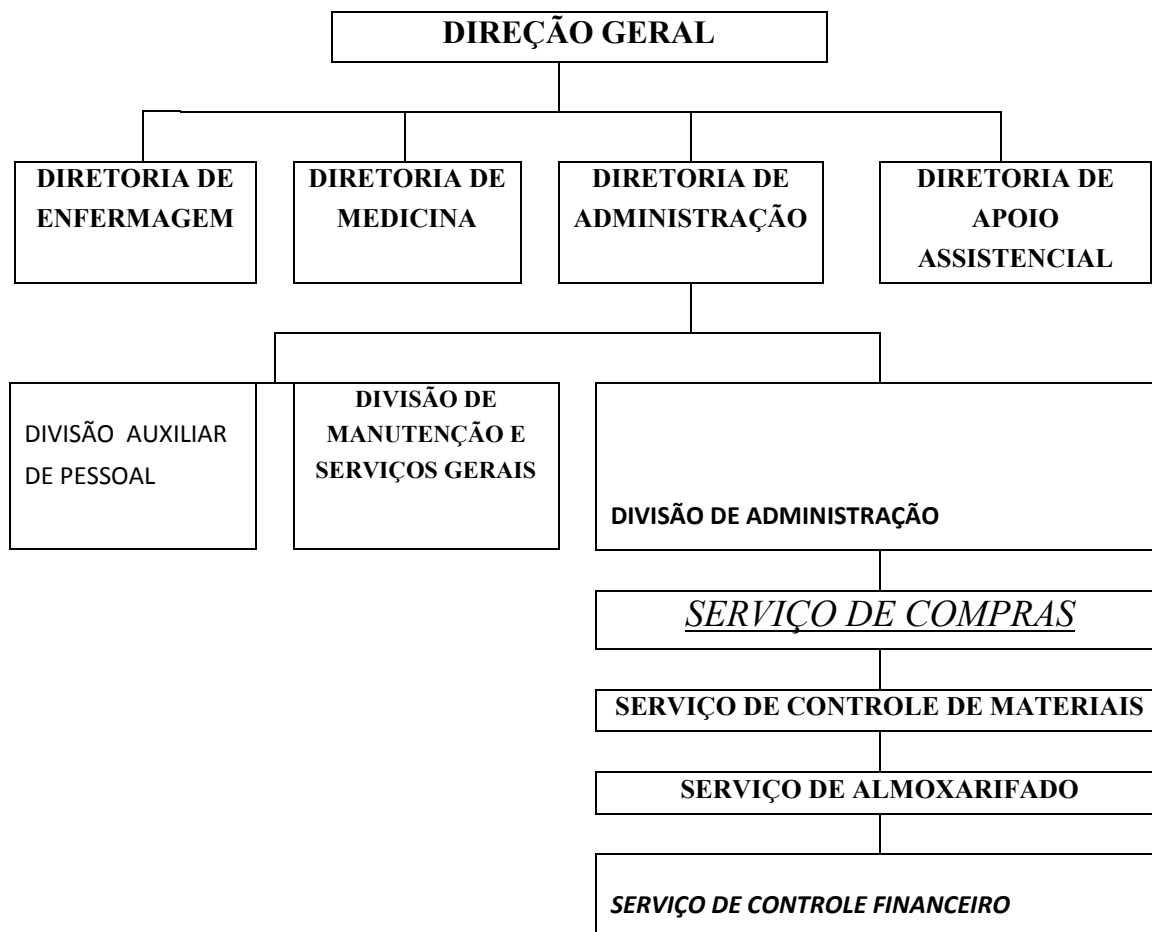 DIREÇÃO GERAL
DIRETORIA DE
ENFERMAGEM
DIRETORIA DE
MEDICINA
DIRETORIA DE
ADMINISTRAÇÃO
DIRETORIA DE
APOIO
ASSISTENCIAL
DIVISÃO AUXILIAR
DE PESSOAL
DIVISÃO DE
MANUTENÇÃO E
SERVIÇOS GERAIS
DIVISÃO DE ADMINISTRAÇÃO
SERVIÇO DE COMPRAS
SERVIÇO DE CONTROLE DE MATERIAIS
SERVIÇO DE ALMOXARIFADO
SERVIÇO DE CONTROLE FINANCEIRO